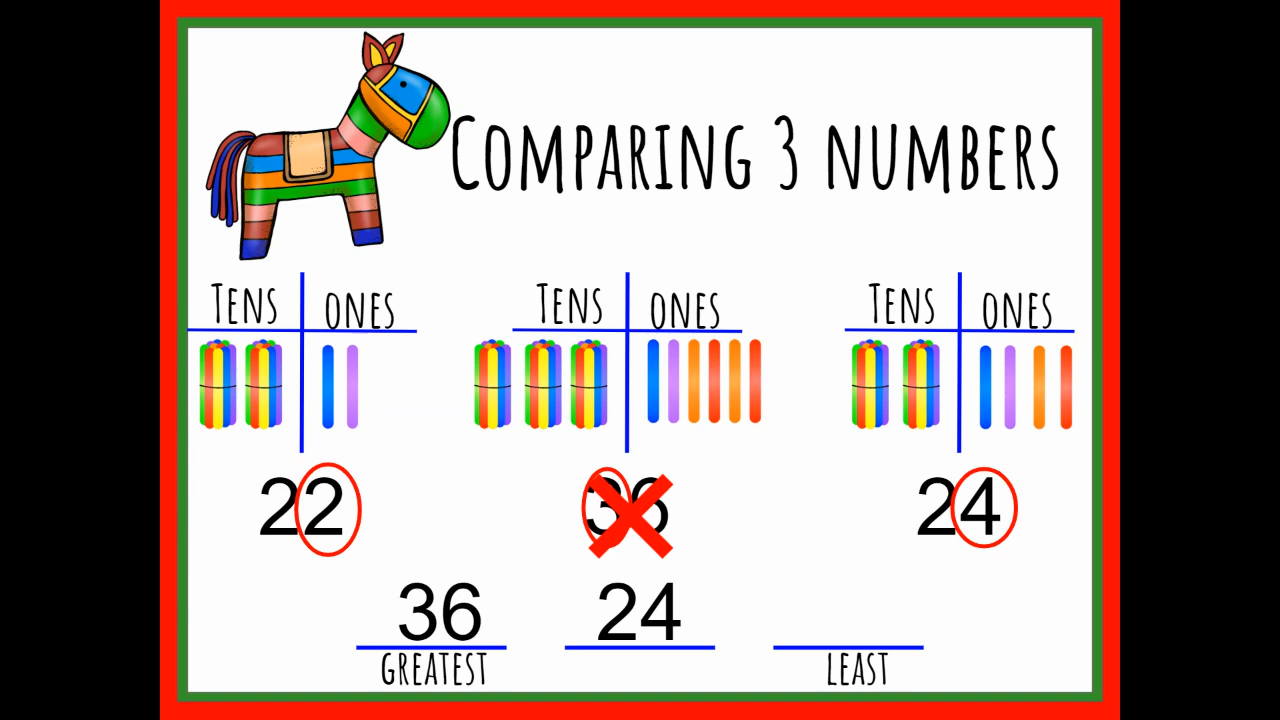 COMPARING 3 NUMBERS
TENS ONES TENS ONES TENS ONES
22 36 24
36 24
GREATEST LEAST